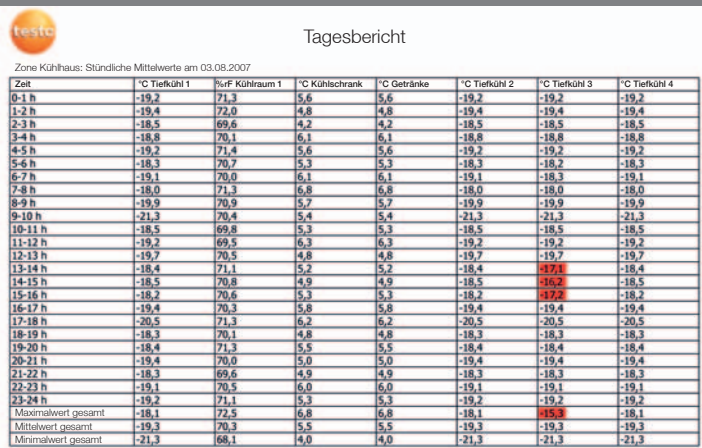 testo
Tagesbericht
Zone Kühlhaus: Stündliche Mittelwerte am 03.08.2007
Zeit °C Tiefkühl 1 %rF Kühlraum 1 °C Kühlschrank °C Getränke °C Tiefkühl 2 °C Tiefkühl 3 °C Tiefkühl 4
0-1 h -19,2 71,3 5,6 5,6 -19,2 -19,2 -19,2
1-2 h -19,4 72,0 4,8 4,8 -19,4 -19,4 -19,4
2-3 h -18,5 69,6 4,2 4,2 -18,5 -18,5 -18,5
3-4 h -18,8 70,1 6,1 6,1 -18,8 -18,8 -18,8
4-5 h -19,2 71,4 5,6 5,6 -19,2 -19,2 -19,2
5-6 h -18,3 70,7 5,3 5,3 -18,3 -18,2 -18,3
6-7 h -19,1 70,0 6,1 6,1 -19,1 -18,3 -19,1
7-8 h -18,0 71,3 6,8 6,8 -18,0 -18,0 -18,0
8-9 h -19,9 70,9 5,7 5,7 -19,9 -19,9 -19,9
9-10 h -21,3 70,4 5,4 5,4 -21,3 -21,3 -21,3
10-11 h -18,5 69,8 5,3 5,3 -18,5 -18,5 -18,5
11-12 h -19,2 69,5 6,3 6,3 -19,2 -19,2 -19,2
12-13 h -19,7 70,5 4,8 4,8 -19,7 -19,7 -19,7
13-14 h -18,4 71,1 5,2 5,2 -18,4 -17,1 -18,4
14-15 h -18,5 70,8 4,9 4,9 -18,5 -16,2 -18,5
15-16 h -18,2 70,6 5,3 5,3 -18,2 -17,2 -18,2
16-17 h -19,4 70,3 5,8 5,8 -19,4 -19,4 -19,4
17-18 h -20,5 71,3 6,2 6,2 -20,5 -20,5 -20,5
18-19 h -18,3 70,1 4,8 4,8 -18,3 -18,3 -18,3
19-20 h -18,4 71,3 5,5 5,5 -18,4 -18,4 -18,4
20-21 h -19,4 70,0 5,0 5,0 -19,4 -19,4 -19,4
21-22 h -18,3 69,6 4,9 4,9 -18,3 -18,3 -18,3
22-23 h -19,1 70,5 6,0 6,0 -19,1 -19,1 -19,1
23-24 h -19,2 71,1 5,3 5,3 -19,2 -19,2 -19,2
Maximalwert gesamt -18,1 72,5 6,8 6,8 -18,1 -15,3 -18,1
Mittelwert gesamt -19,3 70,3 5,5 5,5 -19,3 -19,3 -19,3
Minimalwert gesamt -21,3 68,1 4,0 4,0 -21,3 -21,3 -21,3